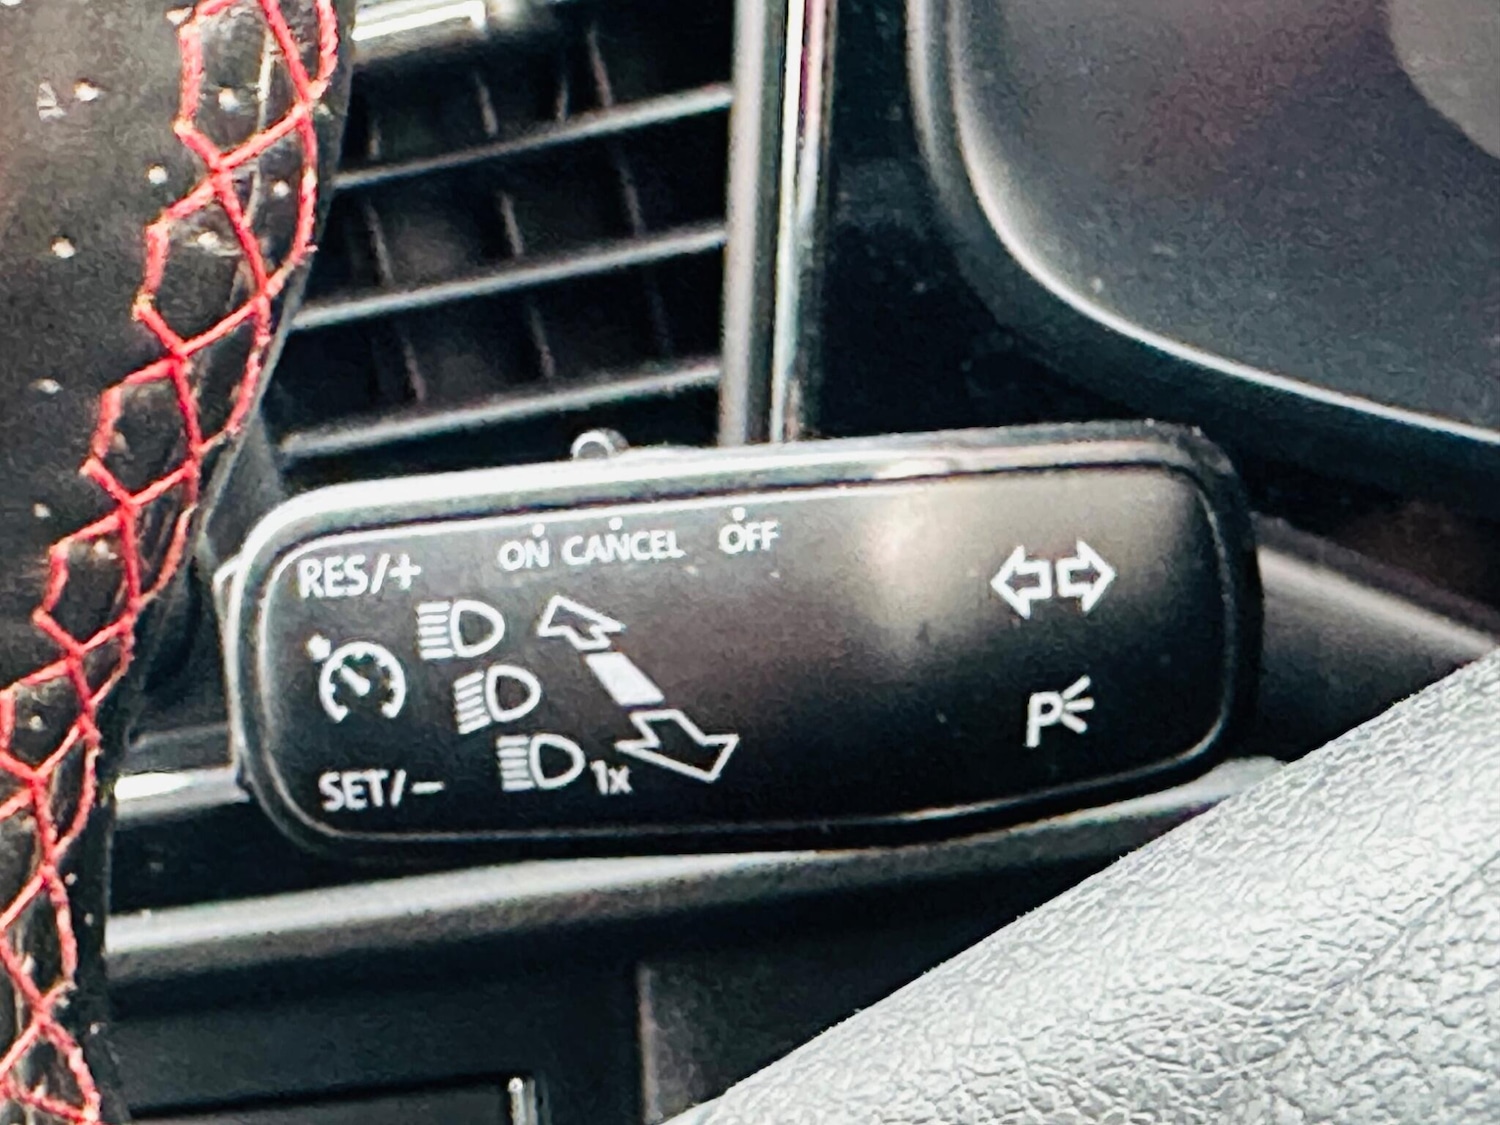 ON CANCEL OFF
RES/+
SET/−
1x
P